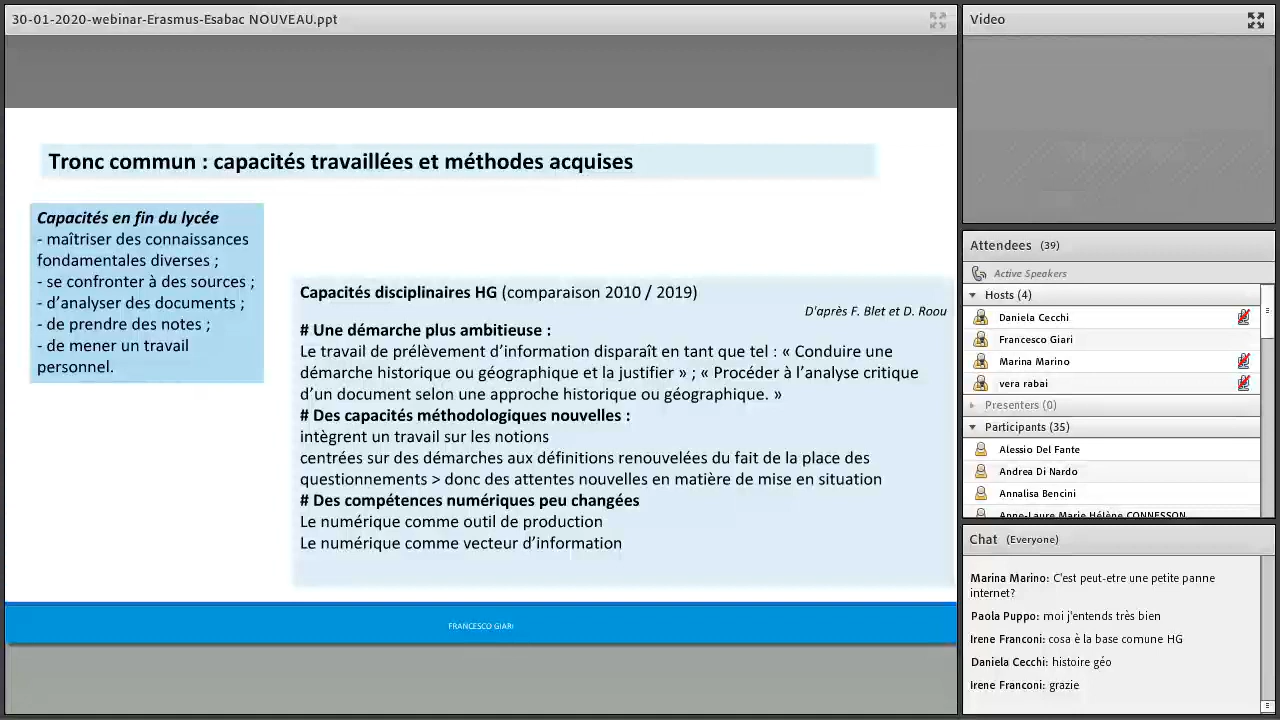 30-01-2020-webinar-Erasmus-Esabac NOUVEAU.ppt
Tronc commun : capacités travaillées et méthodes acquises
Capacités en fin du lycée
- maîtriser des connaissances
fondamentales diverses ;
- se confronter à des sources ;
- d’analyser des documents ;
- de prendre des notes ;
- de mener un travail
personnel.
Capacités disciplinaires HG (comparaison 2010 / 2019)
D'après F. Blet et D. Roou
# Une démarche plus ambitieuse :
Le travail de prélèvement d’information disparaît en tant que tel : « Conduire une
démarche historique ou géographique et la justifier » ; « Procéder à l’analyse critique
d’un document selon une approche historique ou géographique. »
# Des capacités méthodologiques nouvelles :
intègrent un travail sur les notions
centrées sur des démarches aux définitions renouvelées du fait de la place des
questionnements > donc des attentes nouvelles en matière de mise en situation
# Des compétences numériques peu changées
Le numérique comme outil de production
Le numérique comme vecteur d’information
FRANCESCO GIARI
Video
Attendees (39)
Active Speakers
Hosts (4)
Daniela Cecchi
Francesco Giari
Marina Marino
vera rabai
Presenters (0)
Participants (35)
Alessio Del Fante
Andrea Di Nardo
Annalisa Bencini
Anne-Laure Marie Hélène CONNESSON
Chat (Everyone)
Marina Marino: C'est peut-etre une petite panne
internet?
Paola Puppo: moi j'entends très bien
Irene Franconi: cosa è la base comune HG
Daniela Cecchi: histoire géo
Irene Franconi: grazie